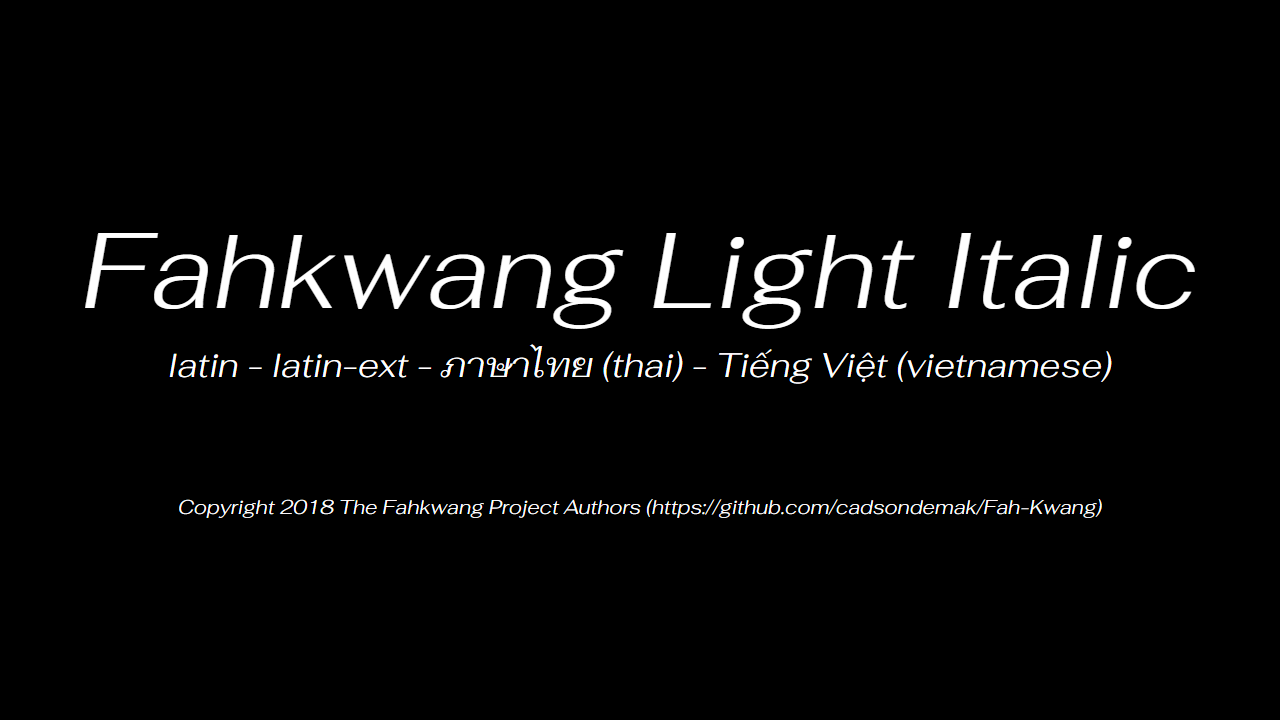 Fahkwang Light Italic
latin - latin-ext - ภาษาไทย (thai) - Tiếng Việt (vietnamese)
Copyright 2018 The Fahkwang Project Authors (https://github.com/cadsondemak/Fah-Kwang)